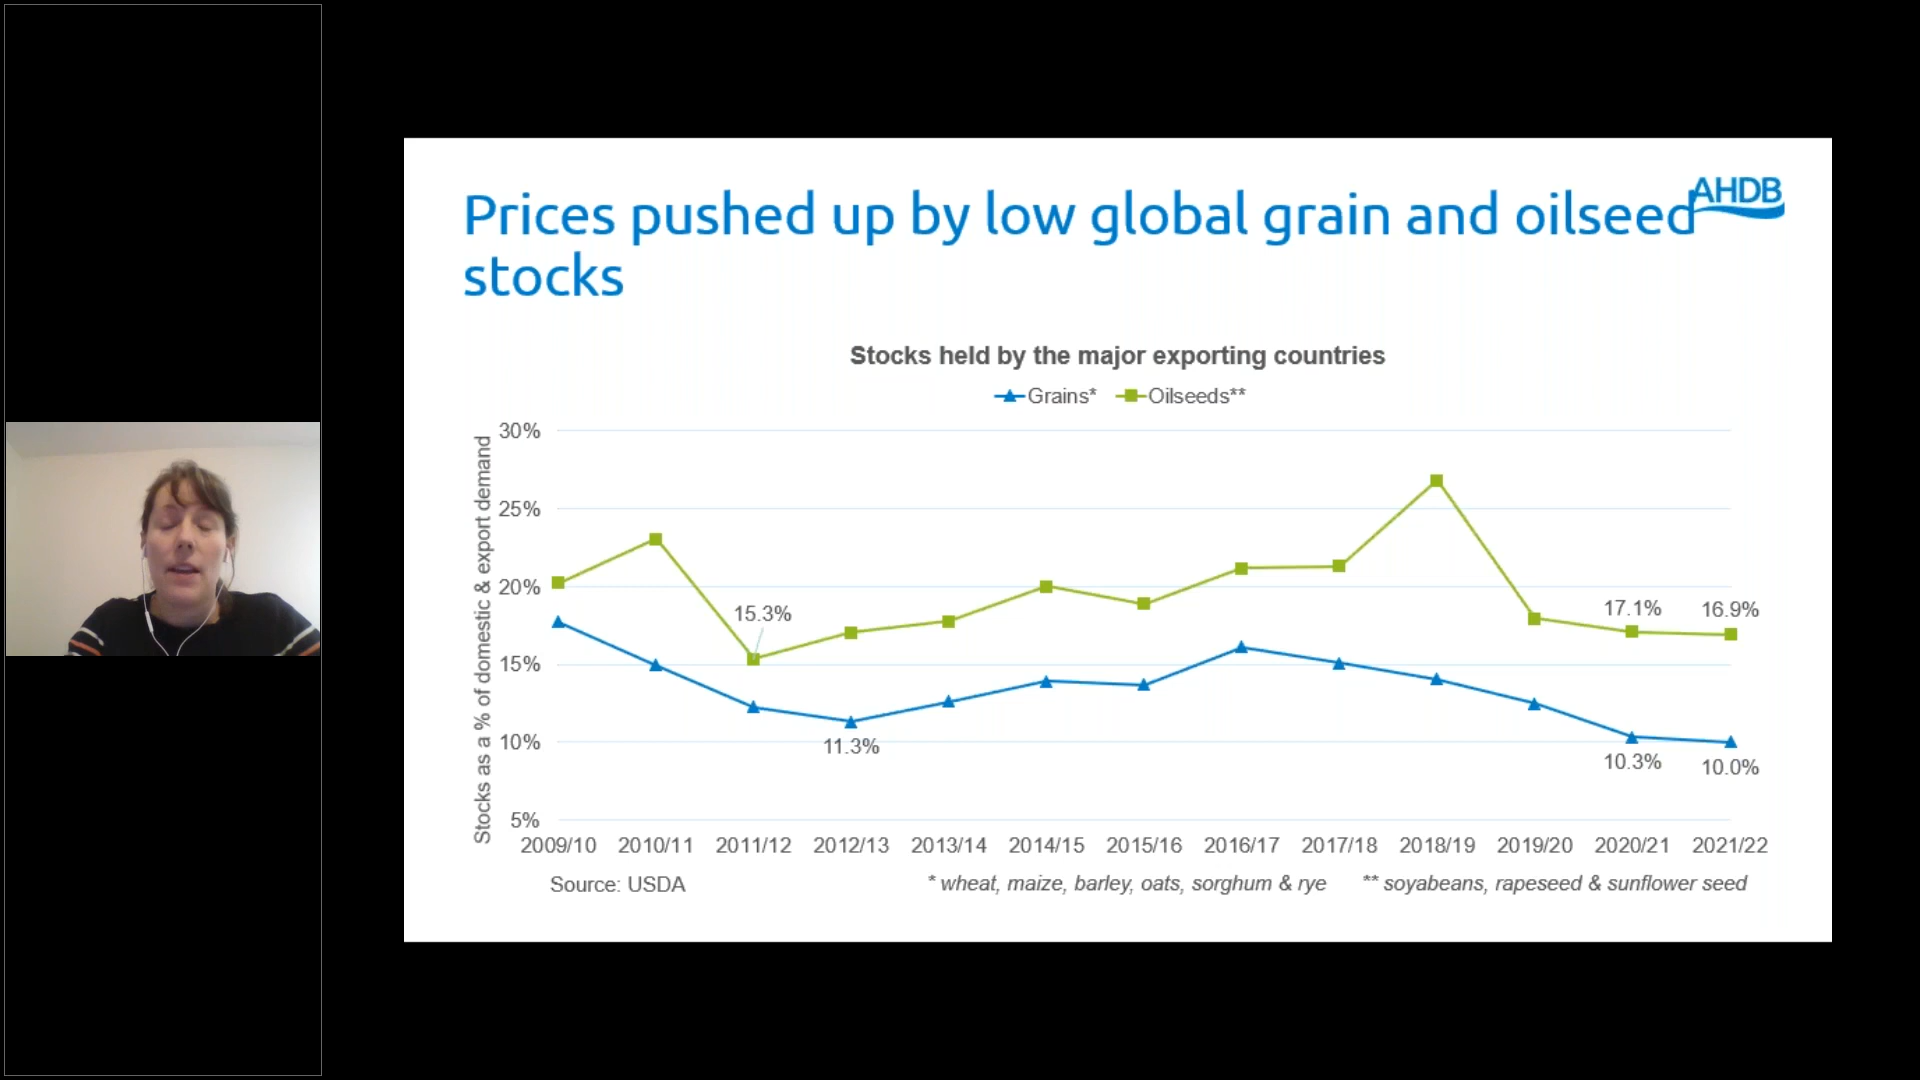 AHDB
Prices pushed up by low global grain and oilseed
stocks
Stocks held by the major exporting countries
Grains* Oilseeds**
Stocks as a % of domestic & export demand
30%
25%
20%
15%
10%
5%
15.3%
17.1% 16.9%
11.3%
10.3% 10.0%
2009/10 2010/11 2011/12 2012/13 2013/14 2014/15 2015/16 2016/17 2017/18 2018/19 2019/20 2020/21 2021/22
Source: USDA * wheat, maize, barley, oats, sorghum & rye ** soyabeans, rapeseed & sunflower seed